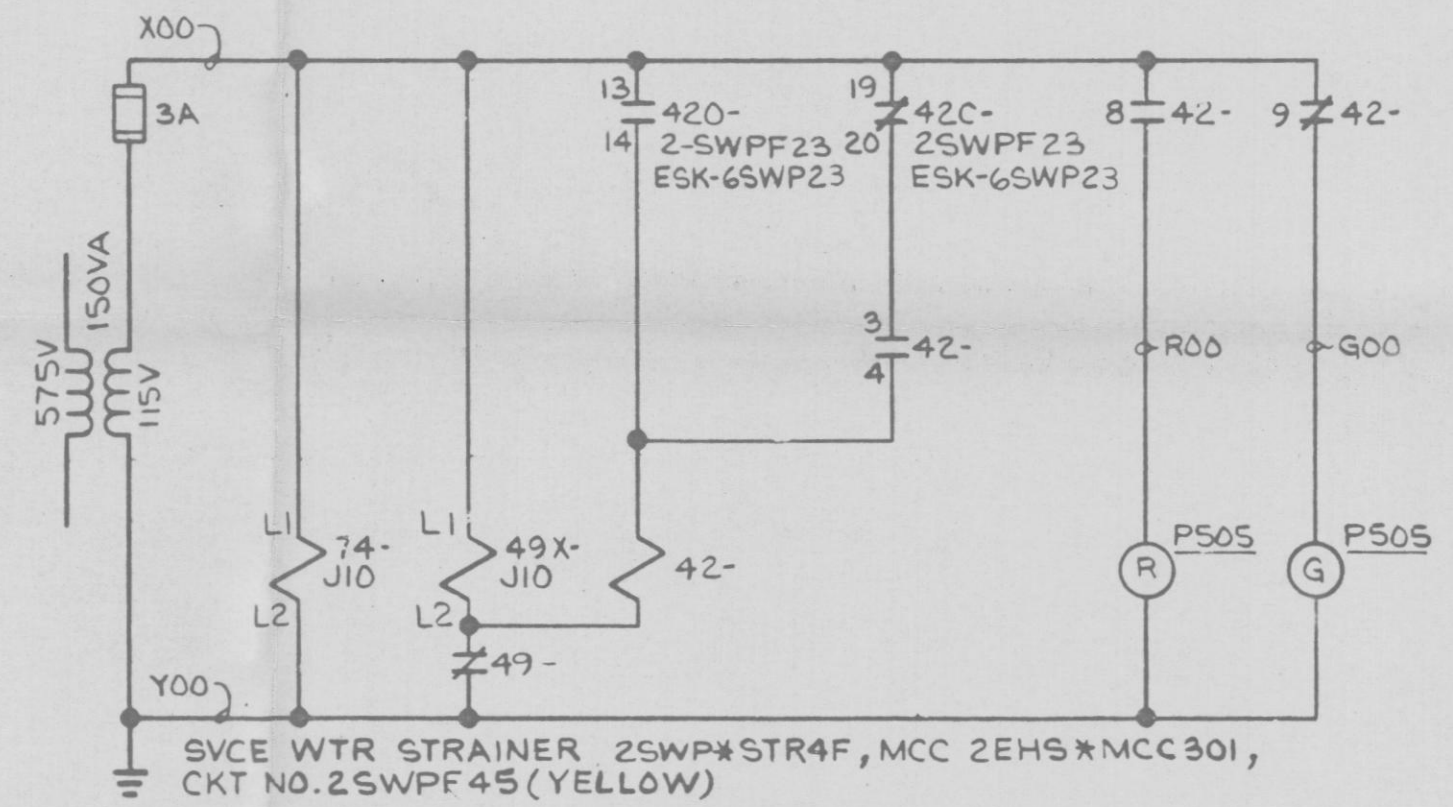 X00
3A
575V
150VA
115V
13
14
420-
2-SWPF23
ESK-6SWP23
19
20
42C-
2SWPF23
ESK-6SWP23
8
42-
9
42-
3
4
42-
R00
G00
L1
74-
J10
L2
L1
49X-
J10
L2
42-
R
P505
G
P505
49-
Y00
SVCE WTR STRAINER 2SWP*STR4F, MCC 2EHS*MCC301,
CKT NO. 2SWPF45 (YELLOW)